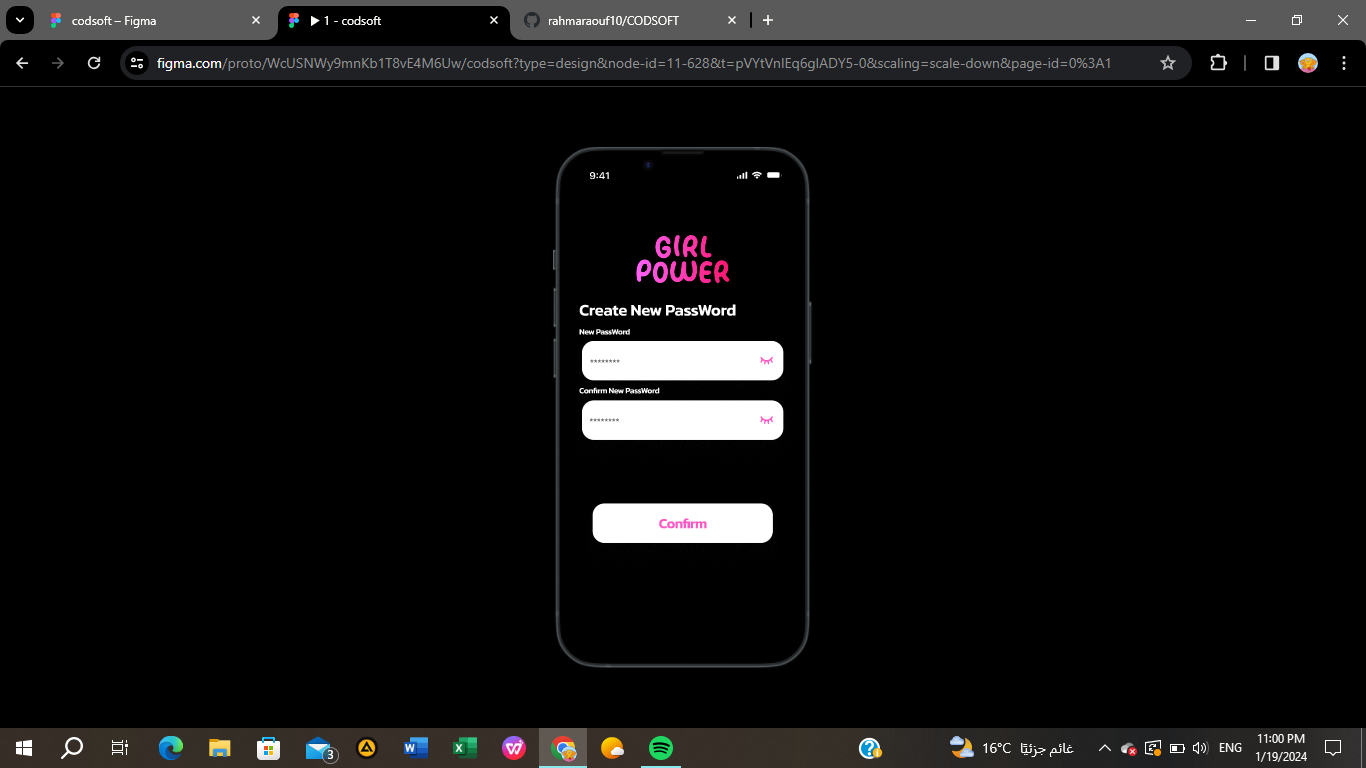 codsoft – Figma
1 - codsoft
rahmaraouf10/CODSOFT
figma.com/proto/WcUSNWy9mnKb1T8vE4M6Uw/codsoft?type=design&node-id=11-628&t=pVYtVnlEq6glADY5-0&scaling=scale-down&page-id=0%3A1
9:41
GIRL
POWER
Create New PassWord
New PassWord
********
Confirm New PassWord
********
Confirm
3
16°C غائم جزئيًا
ENG
11:00 PM
1/19/2024